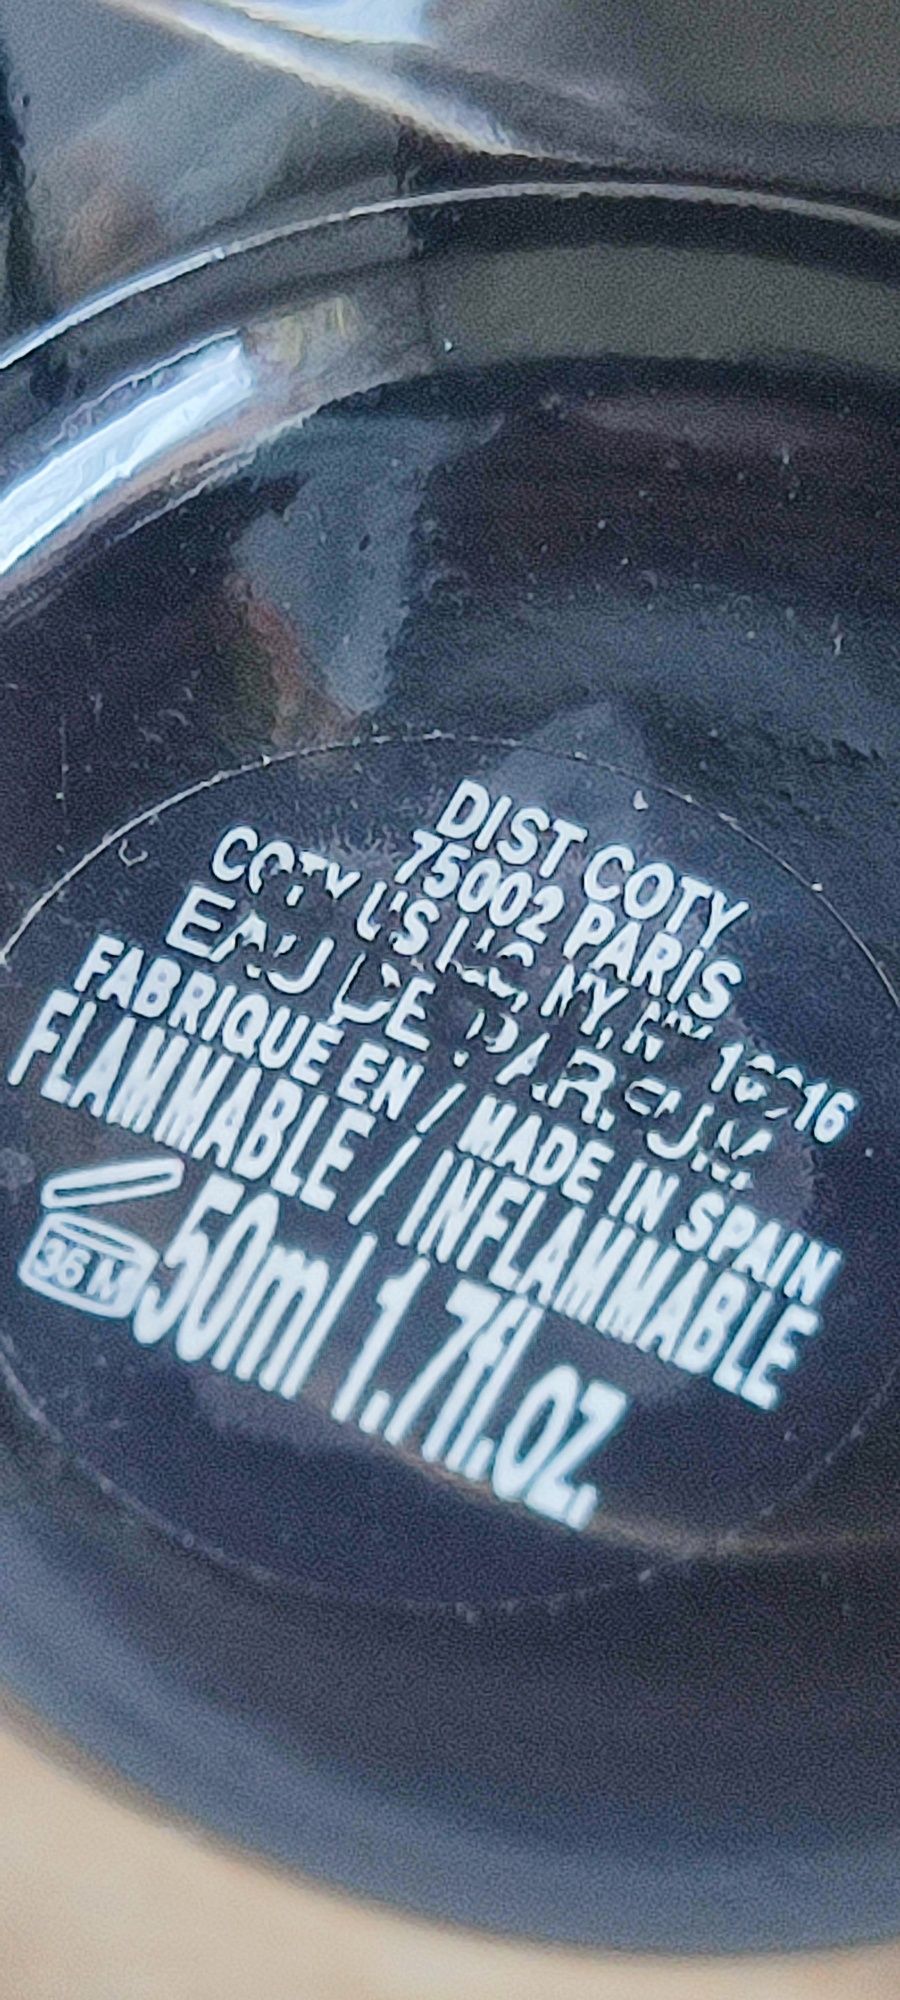 DIST COTY
75002 PARIS
COTY US LLC, NY, NY 10016
EAU DE PARFUM
FABRIQUÉ EN / MADE IN SPAIN
FLAMMABLE / INFLAMMABLE
36 M
50ml 1.7fl.oz.